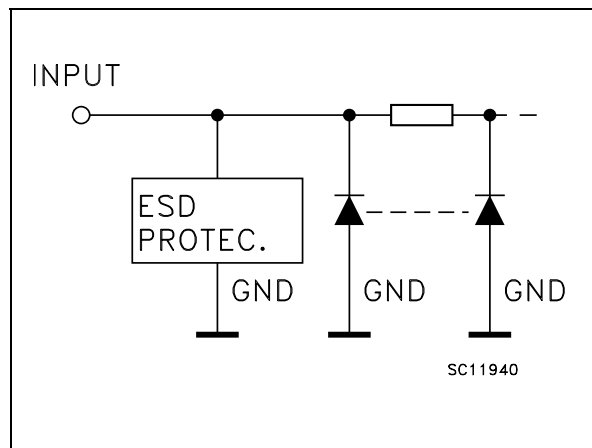 INPUT
ESD
PROTEC.
GND
GND
GND
SC11940